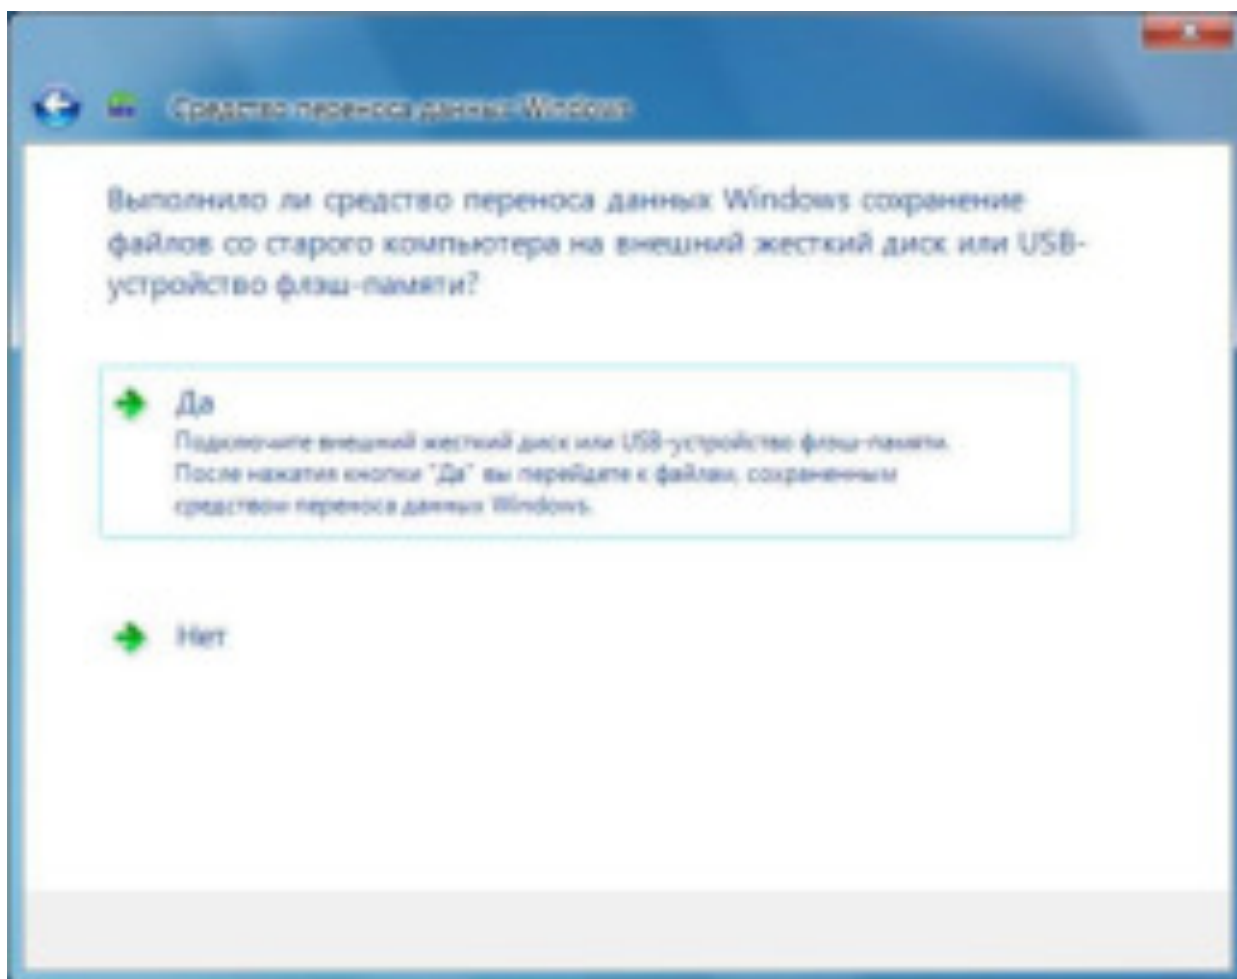 Средство переноса данных Windows
Выполнило ли средство переноса данных Windows сохранение
файлов со старого компьютера на внешний жесткий диск или USB-
устройство флэш-памяти?
Да
Подключите внешний жесткий диск или USB-устройство флэш-памяти.
После нажатия кнопки "Да" вы перейдете к файлам, сохраненным
средством переноса данных Windows.
Нет